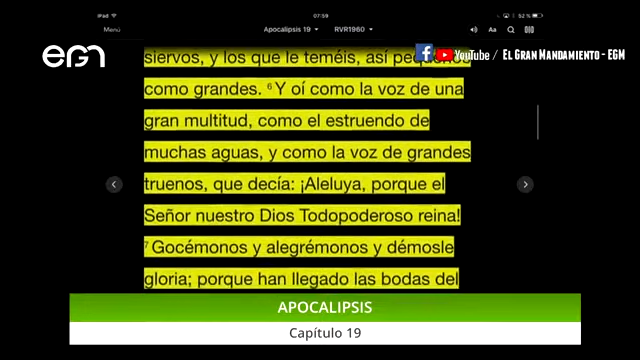 iPad
07:59
52 %
Menú
Apocalipsis 19
RVR1960
Aa
EGM
YouTube / El Gran Mandamiento - EGM
siervos, y los que le teméis, así pequeños
como grandes. 6 Y oí como la voz de una
gran multitud, como el estruendo de
muchas aguas, y como la voz de grandes
truenos, que decía: ¡Aleluya, porque el
Señor nuestro Dios Todopoderoso reina!
7 Gocémonos y alegrémonos y démosle
gloria; porque han llegado las bodas del
APOCALIPSIS
Capítulo 19